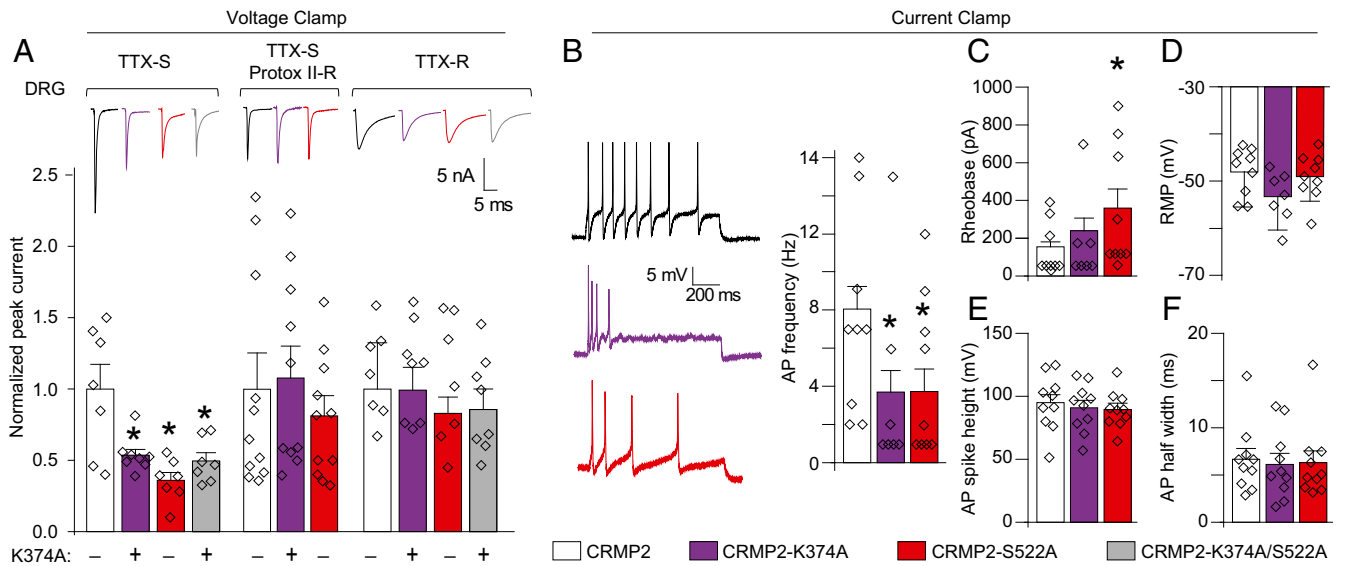 Voltage Clamp
Current Clamp
A
TTX-S
TTX-S
Protox II-R
TTX-R
DRG
5 nA
5 ms
Normalized peak current
2.5
2.0
1.5
1.0
0.5
0.0
* * *
K374A: – + – + – + – – + – +
B
5 mV
200 ms
AP frequency (Hz)
14
12
8
4
0
* *
C
Rheobase (pA)
1000
800
600
400
200
0
*
D
RMP (mV)
-30
-50
-70
E
AP spike height (mV)
150
100
50
0
F
AP half width (ms)
20
10
0
CRMP2
CRMP2-K374A
CRMP2-S522A
CRMP2-K374A/S522A